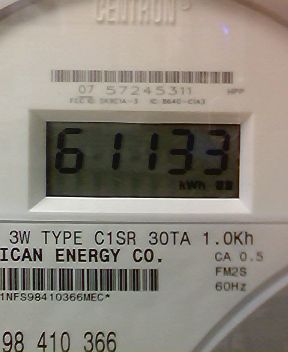 CENTRON®
07 57245311 HPP
61133
kWh
3W TYPE C1SR 30TA 1.0Kh
ICAN ENERGY CO. CA 0.5
FM2S
60Hz
1NFS98410366MEC*
98 410 366